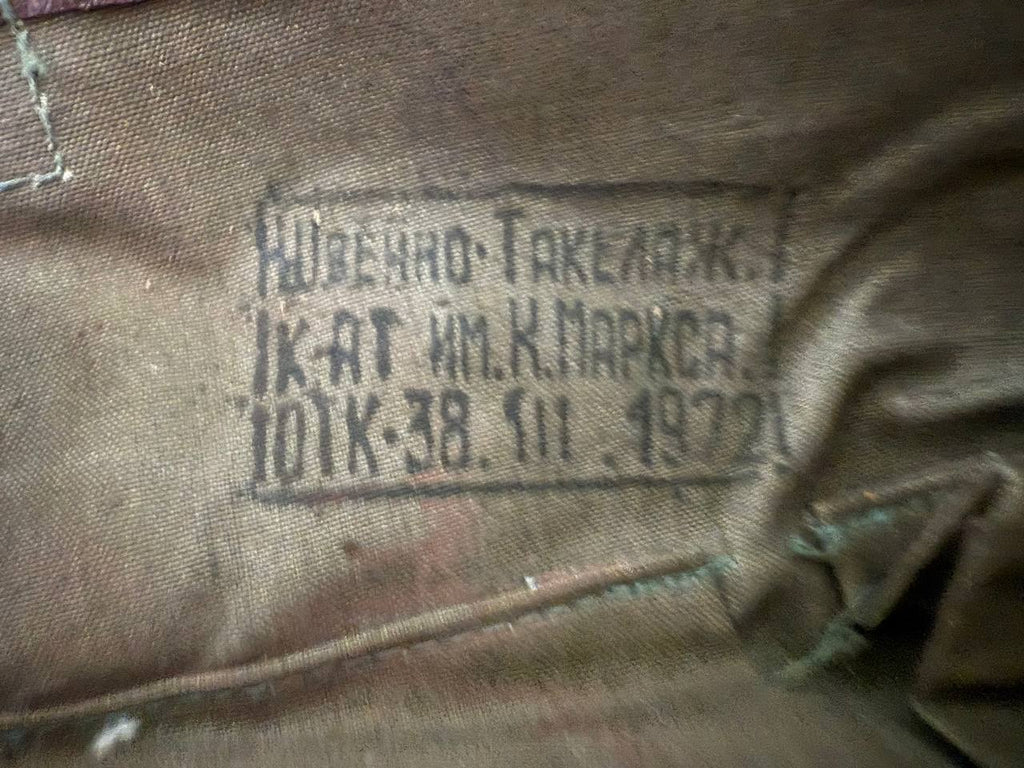 Швейно-Такелаж.
к-ат им. К. Маркса.
ОТК-38. III. 1972